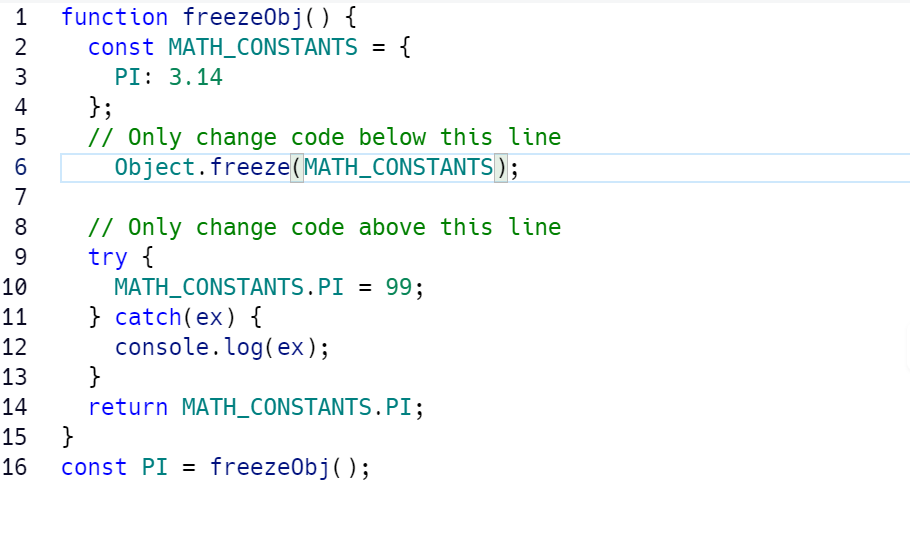 1 function freezeObj() {
2   const MATH_CONSTANTS = {
3     PI: 3.14
4   };
5   // Only change code below this line
6     Object.freeze(MATH_CONSTANTS);
7
8   // Only change code above this line
9   try {
10     MATH_CONSTANTS.PI = 99;
11   } catch(ex) {
12     console.log(ex);
13   }
14   return MATH_CONSTANTS.PI;
15 }
16 const PI = freezeObj();